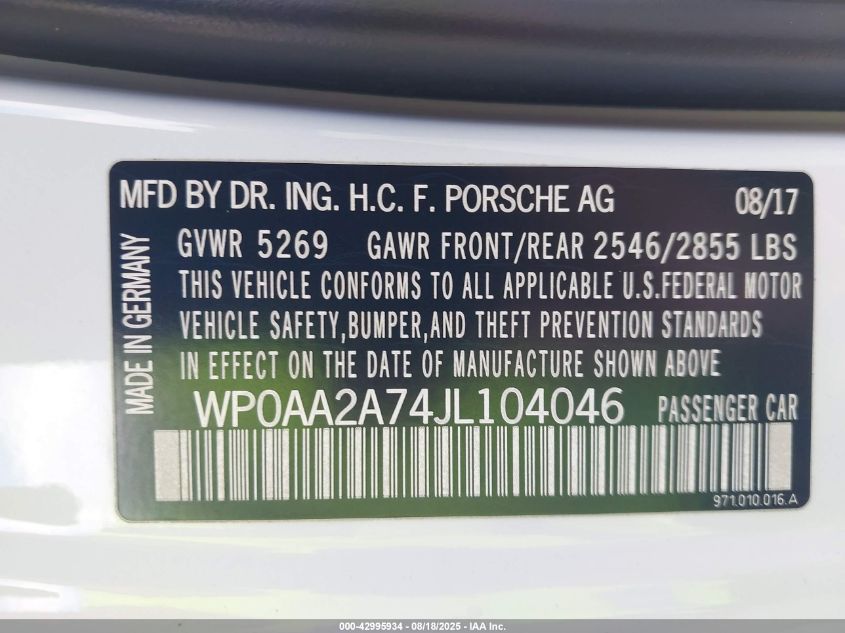 MFD BY DR. ING. H.C. F. PORSCHE AG 08/17
GVWR 5269 GAWR FRONT/REAR 2546/2855 LBS
THIS VEHICLE CONFORMS TO ALL APPLICABLE U.S.FEDERAL MOTOR
VEHICLE SAFETY,BUMPER,AND THEFT PREVENTION STANDARDS
IN EFFECT ON THE DATE OF MANUFACTURE SHOWN ABOVE
MADE IN GERMANY
WP0AA2A74JL104046 PASSENGER CAR
971.010.016.A
000-42995934 - 08/18/2025 - IAA Inc.